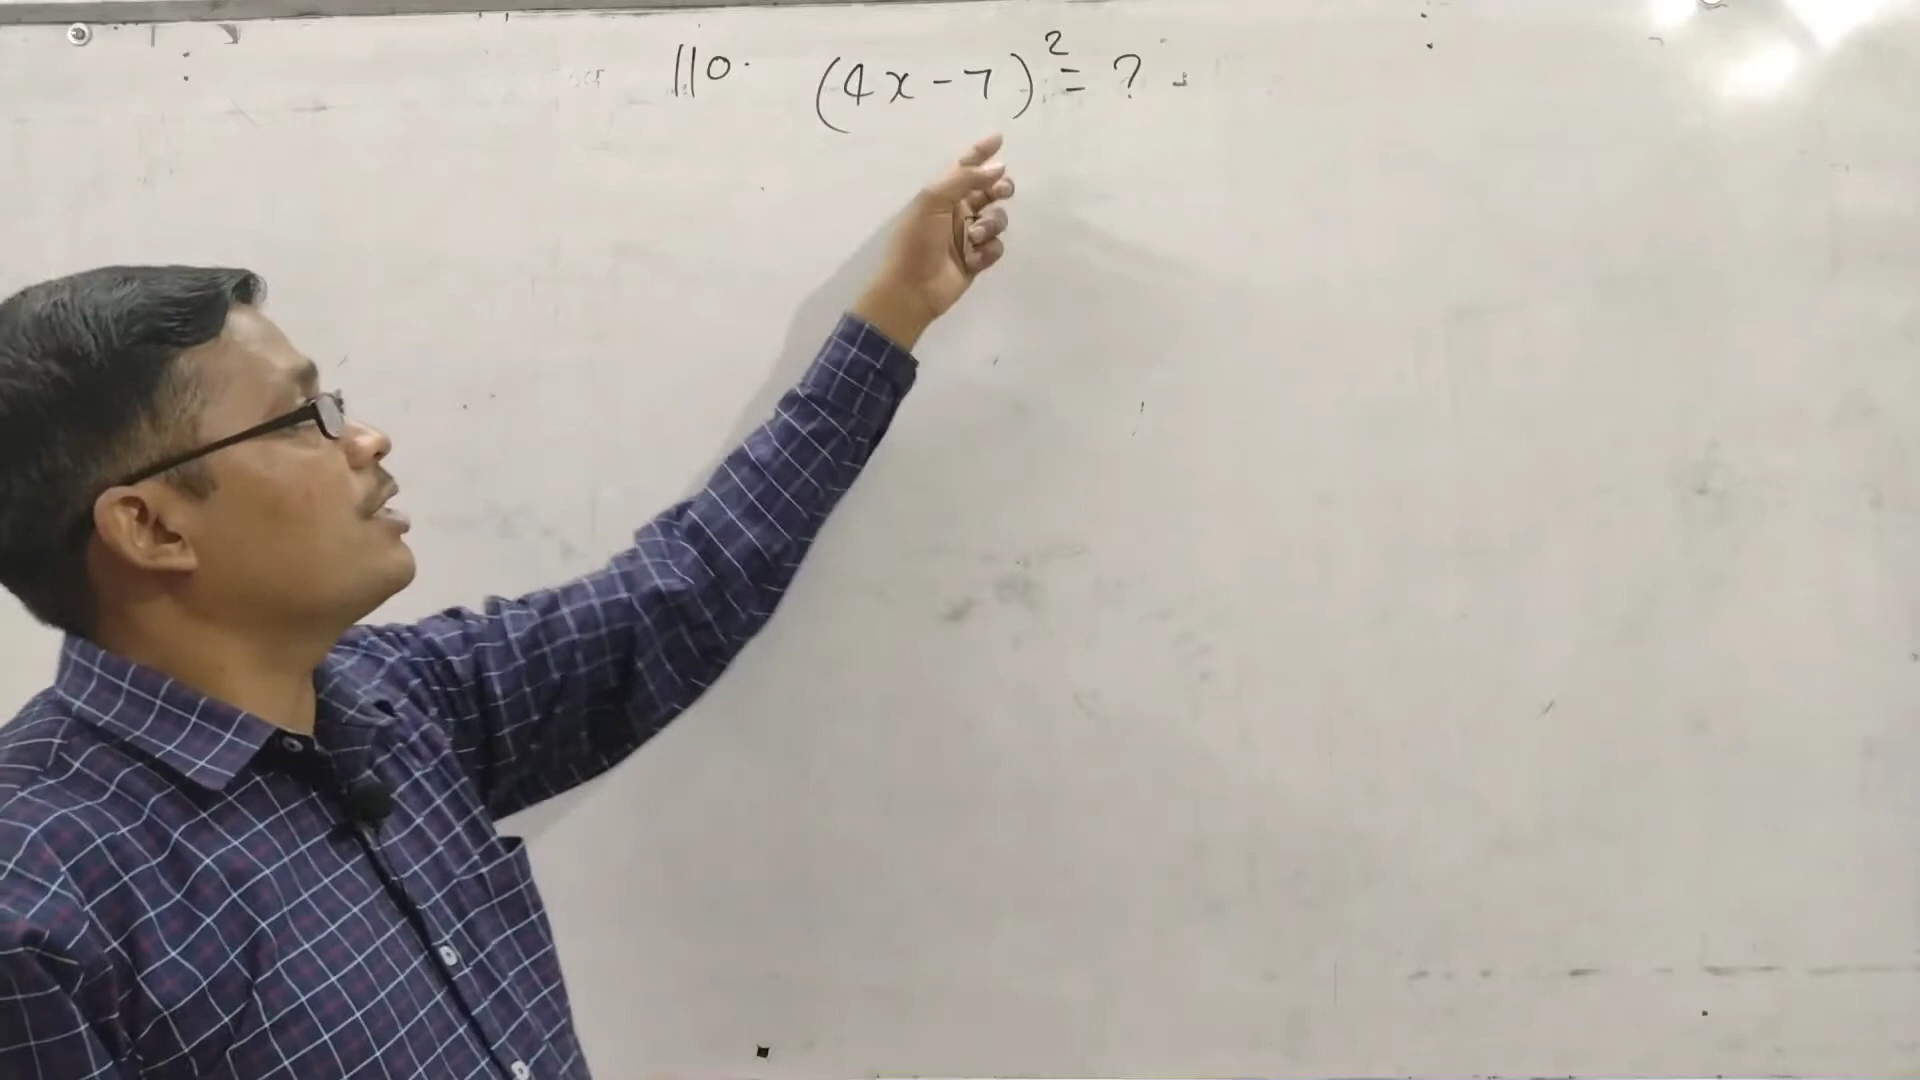 110. (4x-7)² = ?